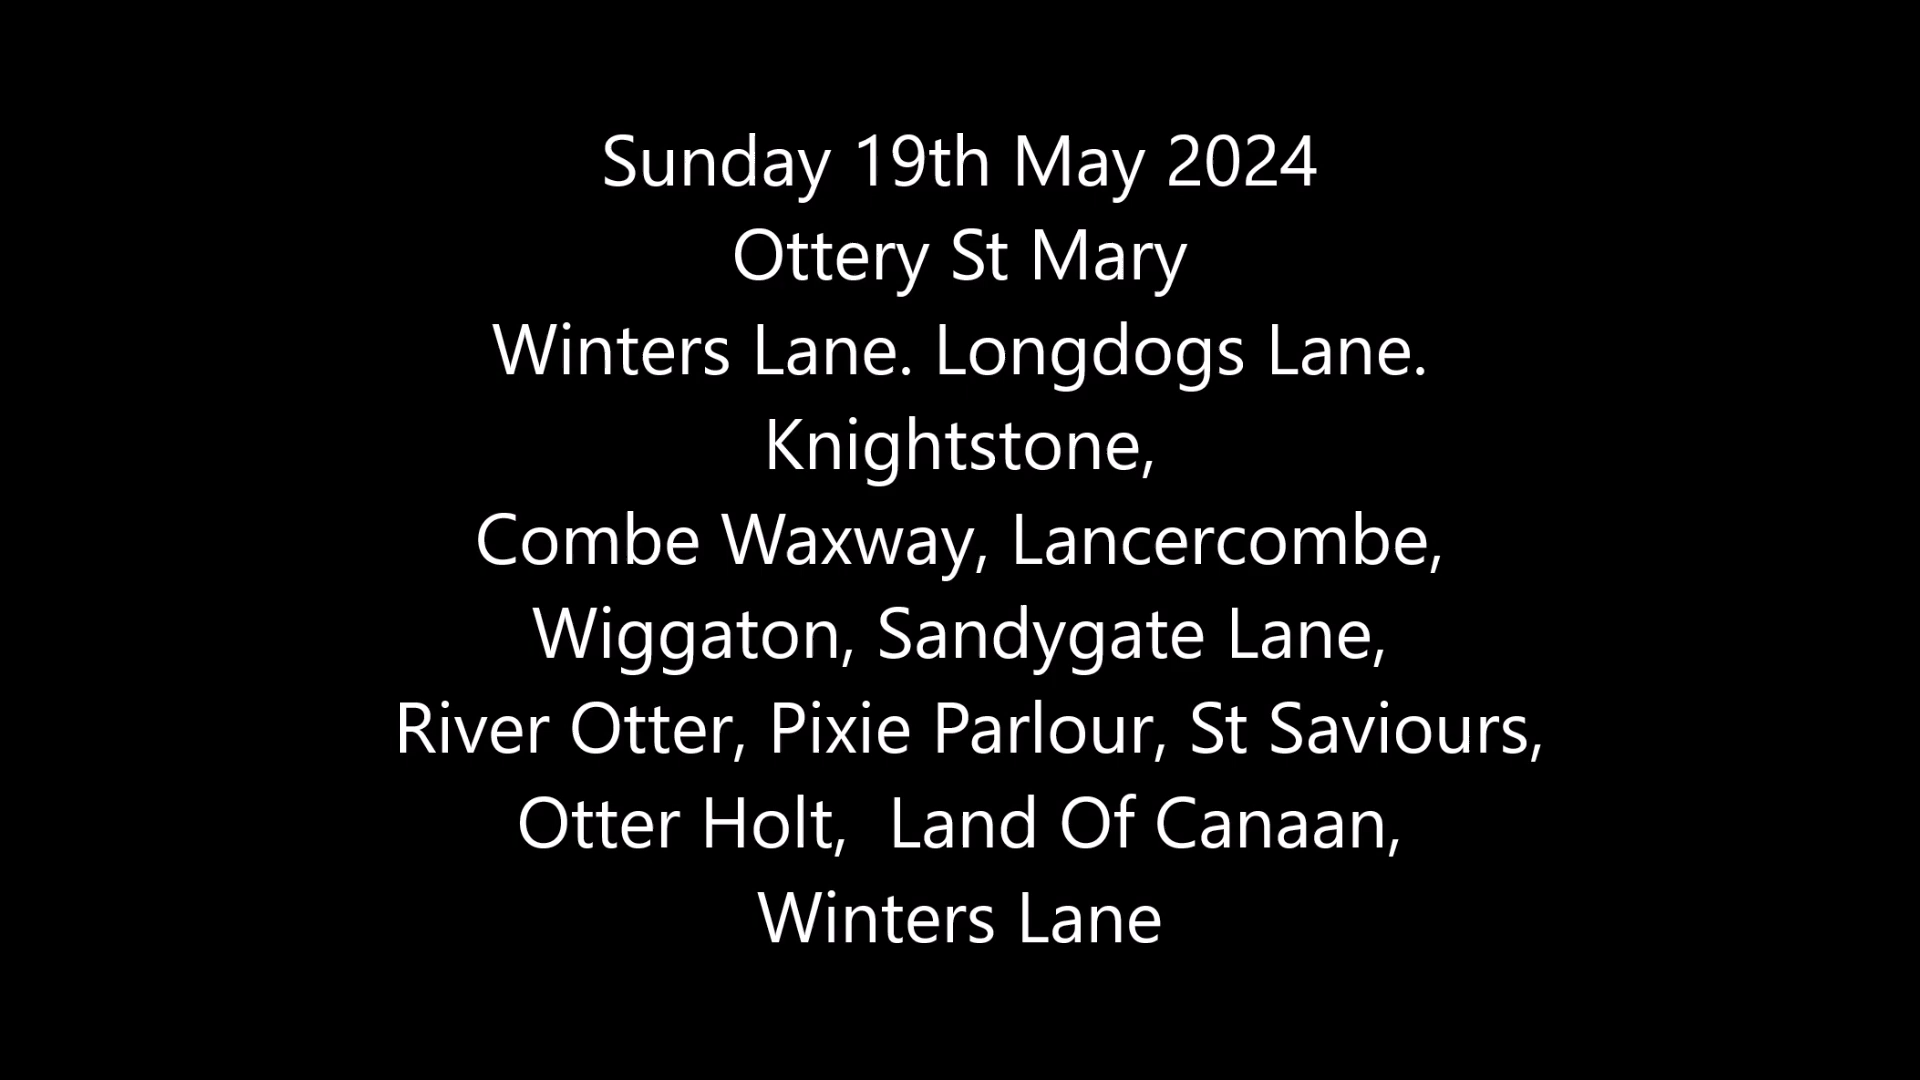 Sunday 19th May 2024
Ottery St Mary
Winters Lane. Longdogs Lane.
Knightstone,
Combe Waxway, Lancercombe,
Wiggaton, Sandygate Lane,
River Otter, Pixie Parlour, St Saviours,
Otter Holt,  Land Of Canaan,
Winters Lane